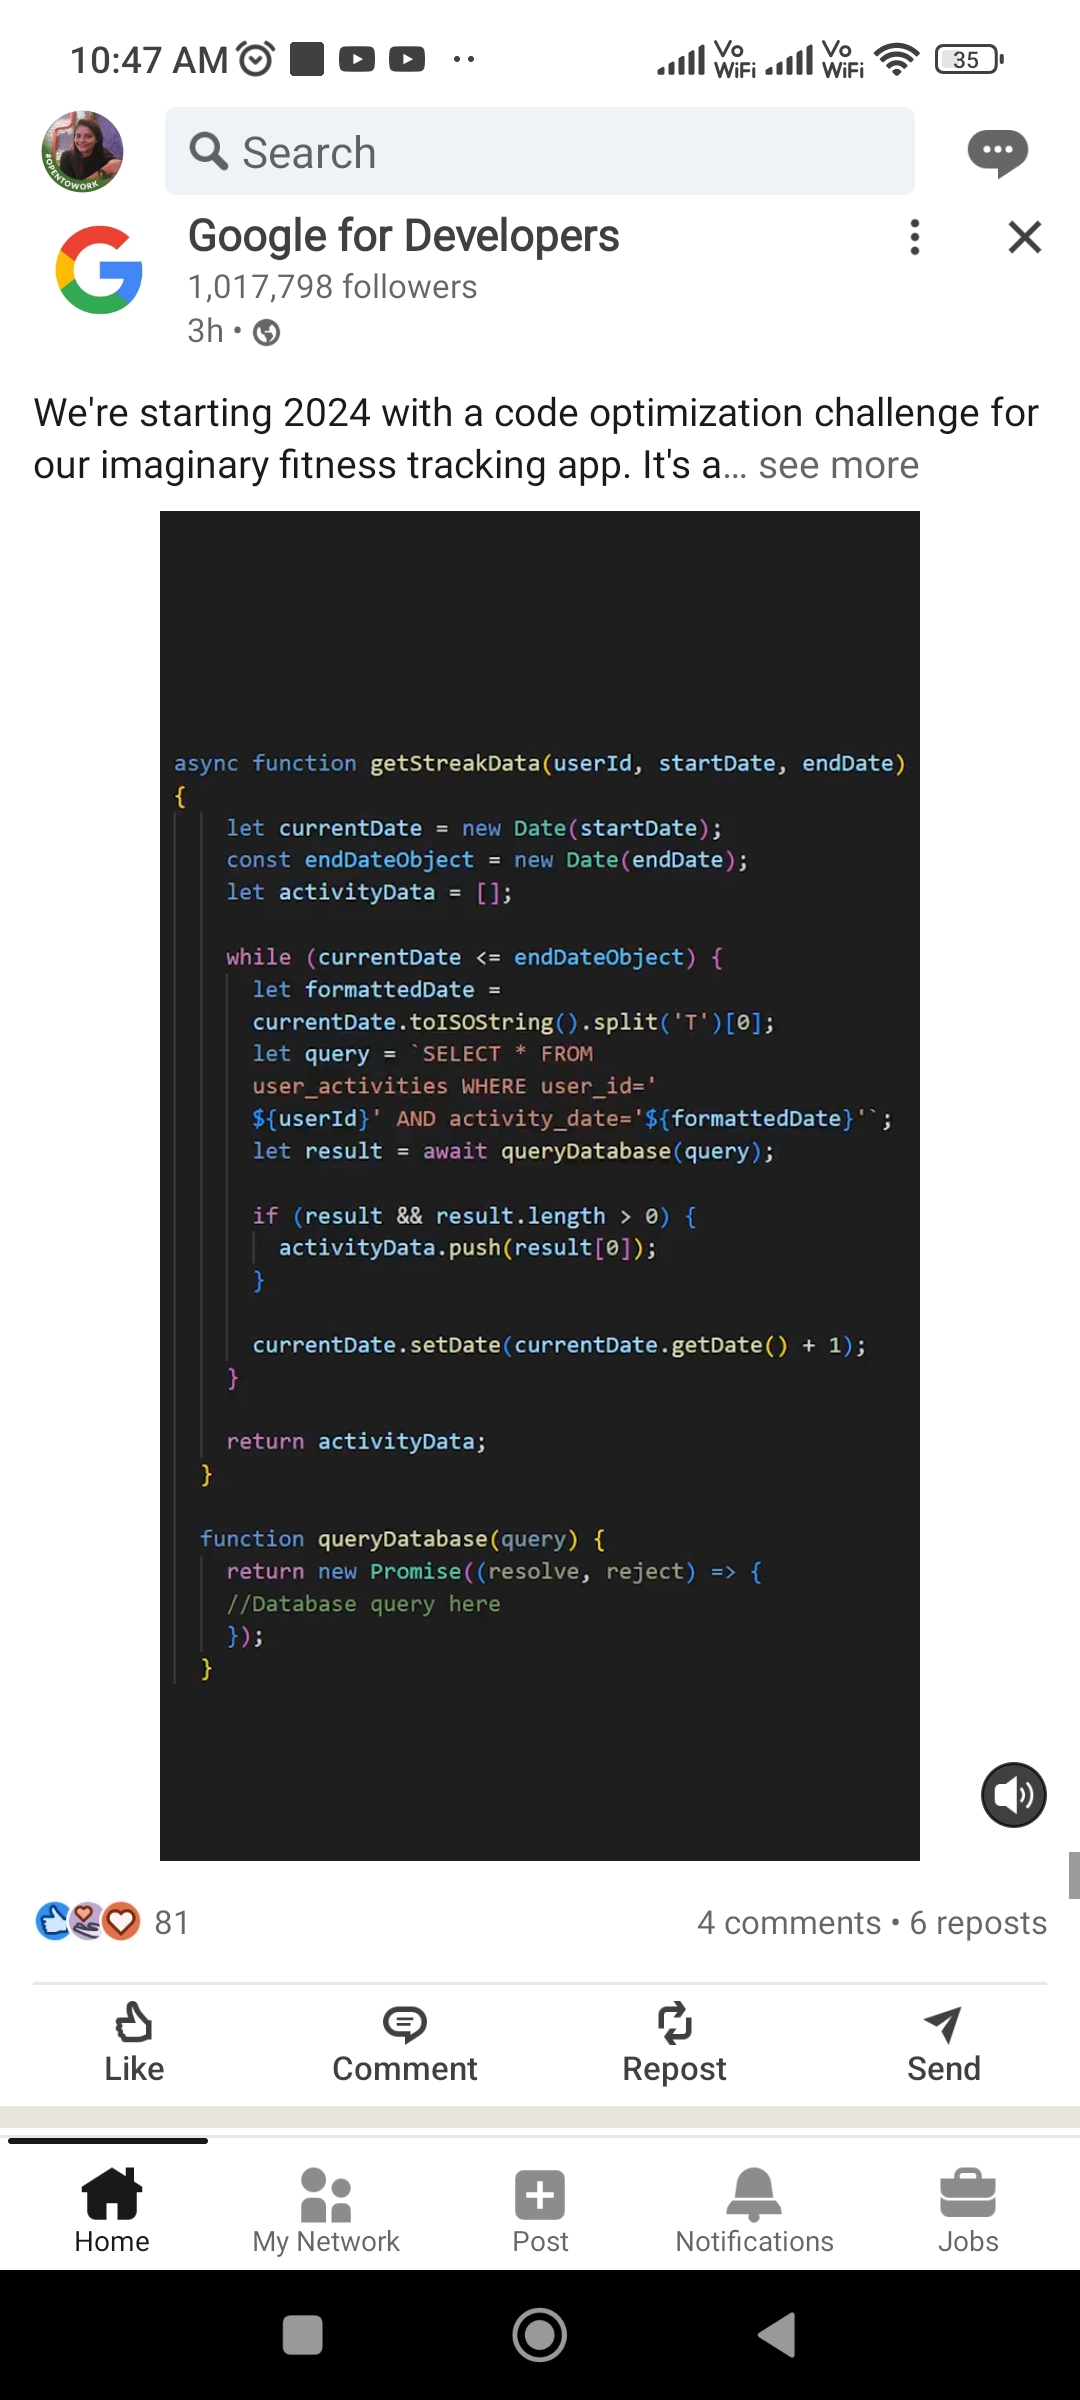 10:47 AM
Vo WiFi
Vo WiFi
35
#OPENTOWORK
Search
Google for Developers
1,017,798 followers
3h •
We're starting 2024 with a code optimization challenge for
our imaginary fitness tracking app. It's a... see more
async function getStreakData(userId, startDate, endDate)
{
let currentDate = new Date(startDate);
const endDateObject = new Date(endDate);
let activityData = [];
while (currentDate <= endDateObject) {
let formattedDate =
currentDate.toISOString().split('T')[0];
let query = `SELECT * FROM
user_activities WHERE user_id='
${userId}' AND activity_date='${formattedDate}'`;
let result = await queryDatabase(query);
if (result && result.length > 0) {
activityData.push(result[0]);
}
currentDate.setDate(currentDate.getDate() + 1);
}
return activityData;
}
function queryDatabase(query) {
return new Promise((resolve, reject) => {
//Database query here
});
}
81
4 comments • 6 reposts
Like
Comment
Repost
Send
Home
My Network
Post
Notifications
Jobs